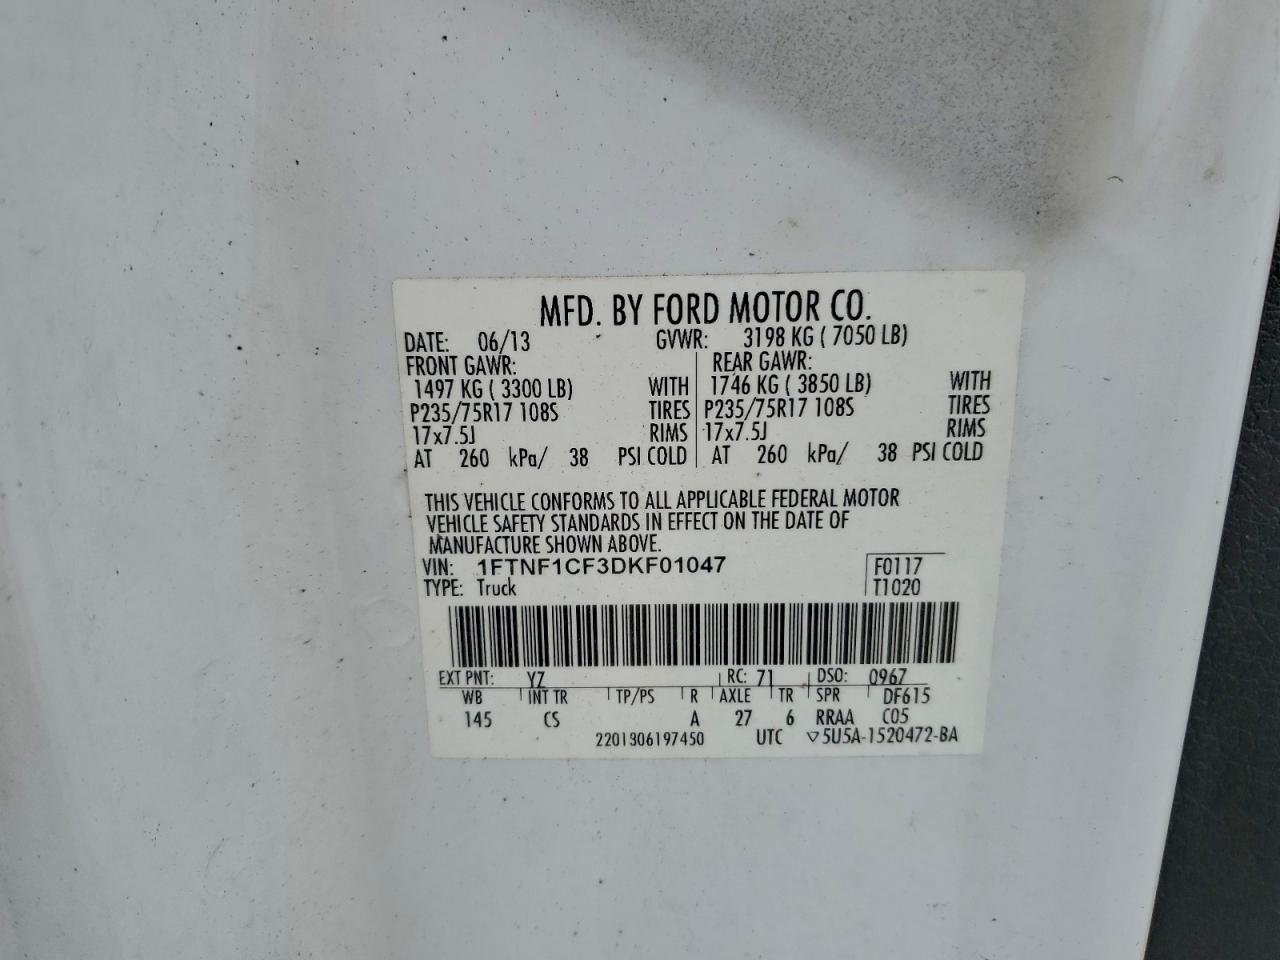 MFD. BY FORD MOTOR CO.
DATE: 06/13 GVWR: 3198 KG ( 7050 LB)
FRONT GAWR: REAR GAWR:
1497 KG ( 3300 LB) WITH 1746 KG ( 3850 LB) WITH
P235/75R17 108S TIRES P235/75R17 108S TIRES
17x7.5J RIMS 17x7.5J RIMS
AT 260 kPa/ 38 PSI COLD AT 260 kPa/ 38 PSI COLD
THIS VEHICLE CONFORMS TO ALL APPLICABLE FEDERAL MOTOR
VEHICLE SAFETY STANDARDS IN EFFECT ON THE DATE OF
MANUFACTURE SHOWN ABOVE.
VIN: 1FTNF1CF3DKF01047 F0117
TYPE: Truck T1020
EXT PNT: YZ RC: 71 DSO: 0967
WB INT TR TP/PS R AXLE TR SPR DF615
145 CS A 27 6 RRAA C05
2201306197450 UTC ▽5U5A-1520472-BA